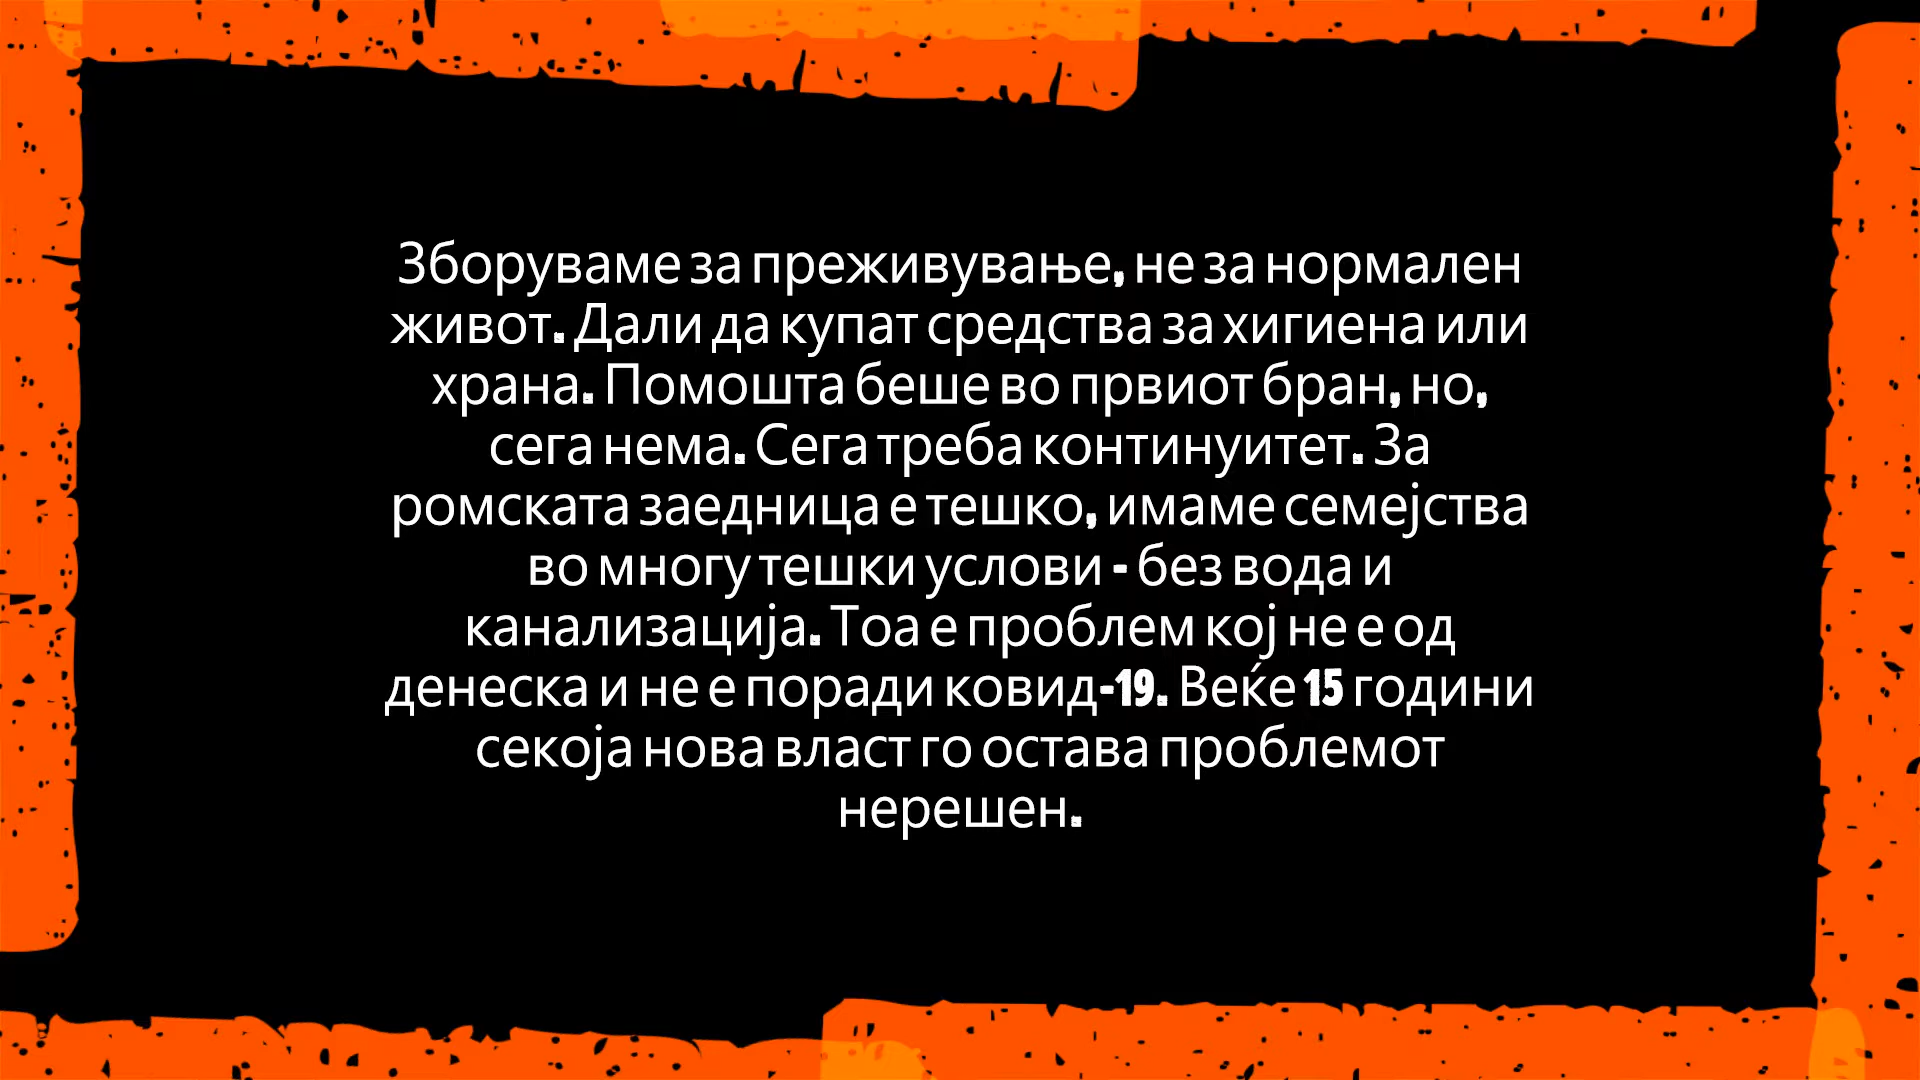 Зборуваме за преживување, не за нормален
живот. Дали да купат средства за хигиена или
храна. Помошта беше во првиот бран, но,
сега нема. Сега треба континуитет. За
ромската заедница е тешко, имаме семејства
во многу тешки услови - без вода и
канализација. Тоа е проблем кој не е од
денеска и не е поради ковид-19. Веќе 15 години
секоја нова власт го остава проблемот
нерешен.